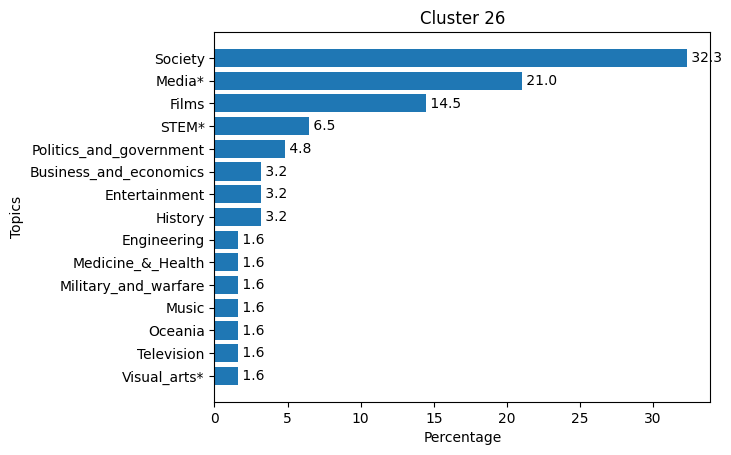 Cluster 26
Topics
Society 32.3
Media* 21.0
Films 14.5
STEM* 6.5
Politics_and_government 4.8
Business_and_economics 3.2
Entertainment 3.2
History 3.2
Engineering 1.6
Medicine_&_Health 1.6
Military_and_warfare 1.6
Music 1.6
Oceania 1.6
Television 1.6
Visual_arts* 1.6
0 5 10 15 20 25 30
Percentage